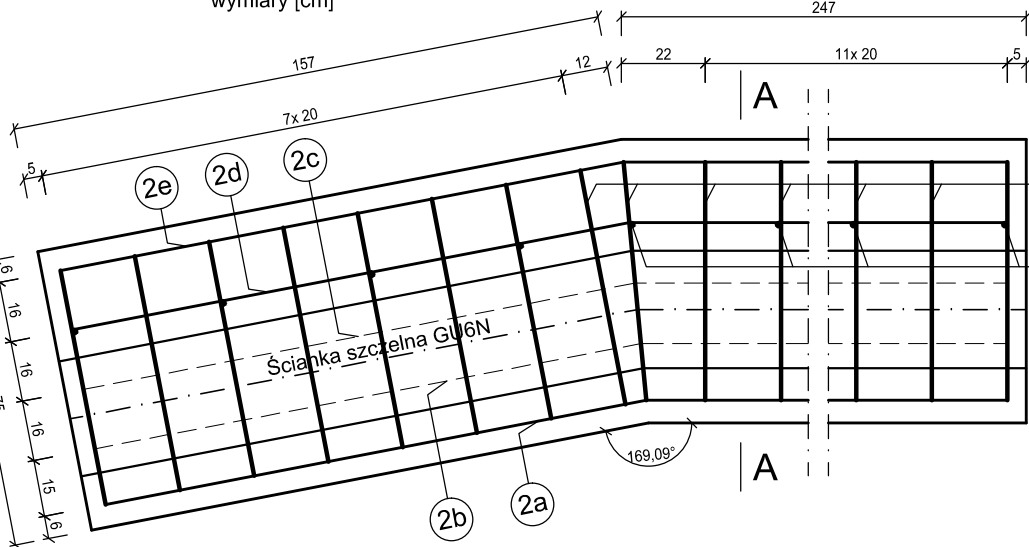 wymiary [cm]
247
157
12
22
11x 20
5
7x 20
A
5
2c
2d
2e
6
16
16
Ścianka szczelna GU6N
75
16
169,09°
A
15
2a
2b
6